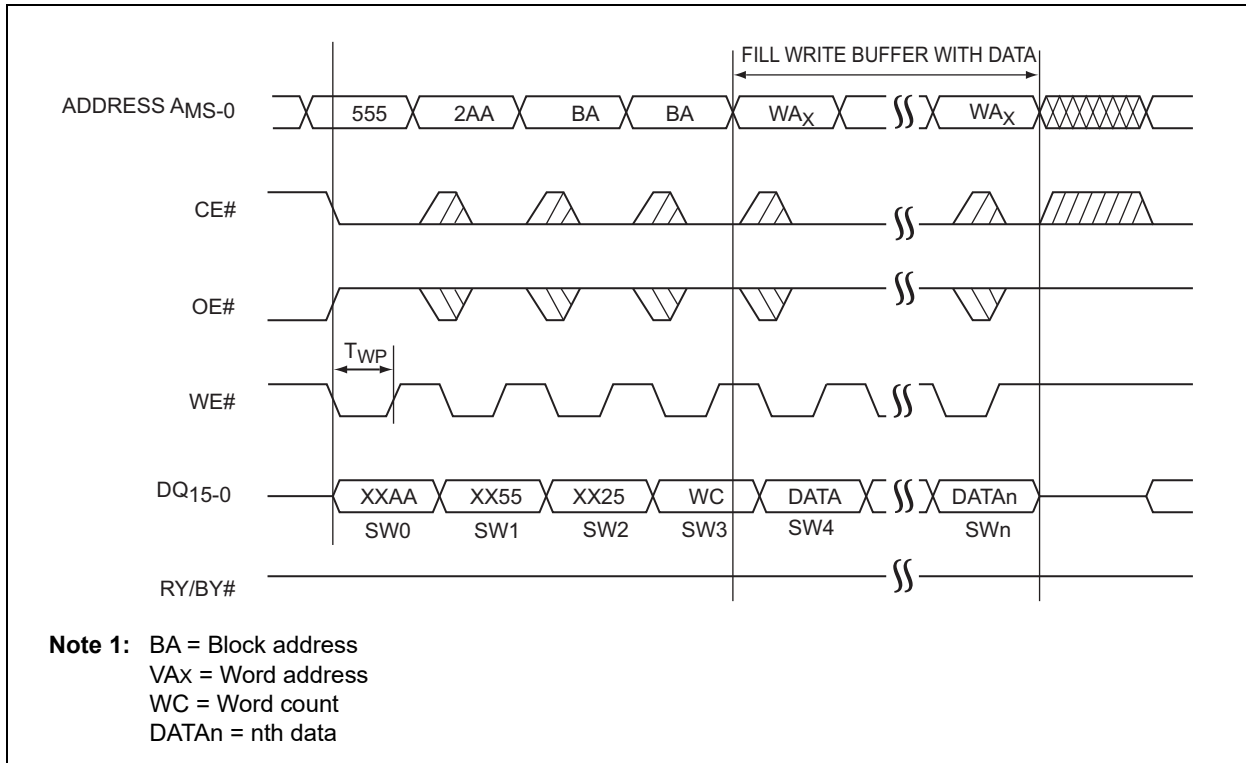 FILL WRITE BUFFER WITH DATA
ADDRESS AMS-0 555 2AA BA BA WAX WAX
CE#
OE#
TWP
WE#
DQ15-0 XXAA XX55 XX25 WC DATA DATAn
SW0 SW1 SW2 SW3 SW4 SWn
RY/BY#
Note 1: BA = Block address
VAX = Word address
WC = Word count
DATAn = nth data